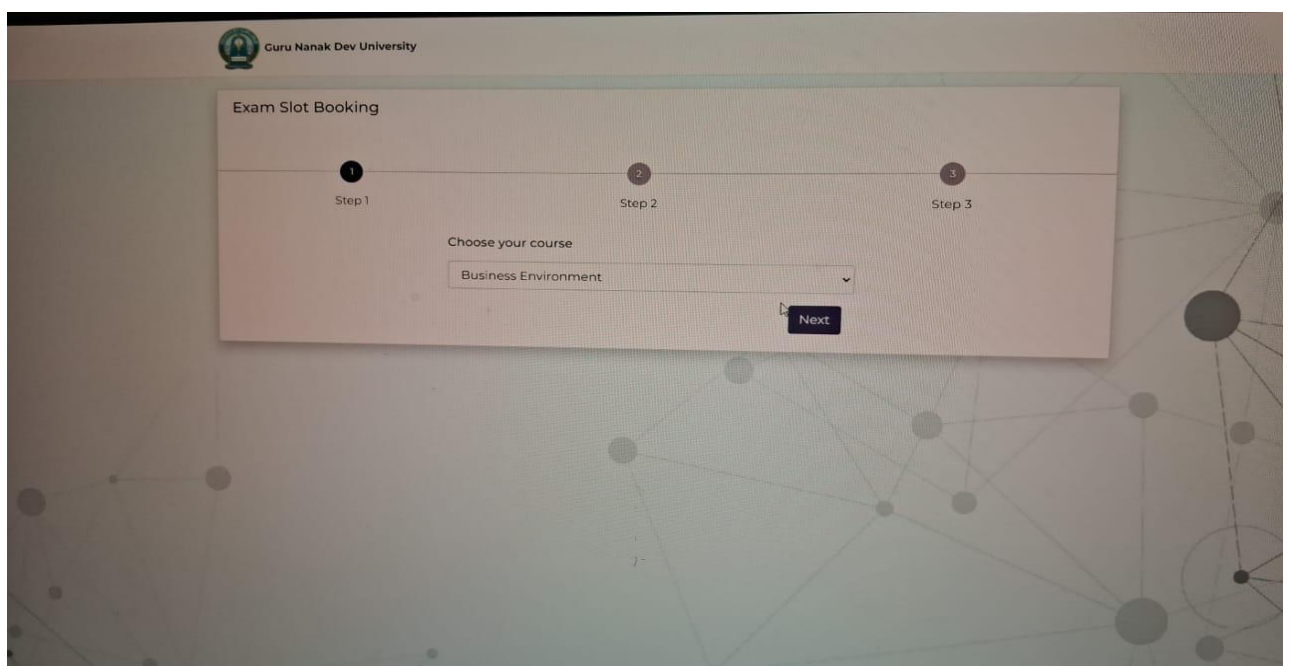 Guru Nanak Dev University
Exam Slot Booking
1
2
3
Step 1
Step 2
Step 3
Choose your course
Business Environment
Next